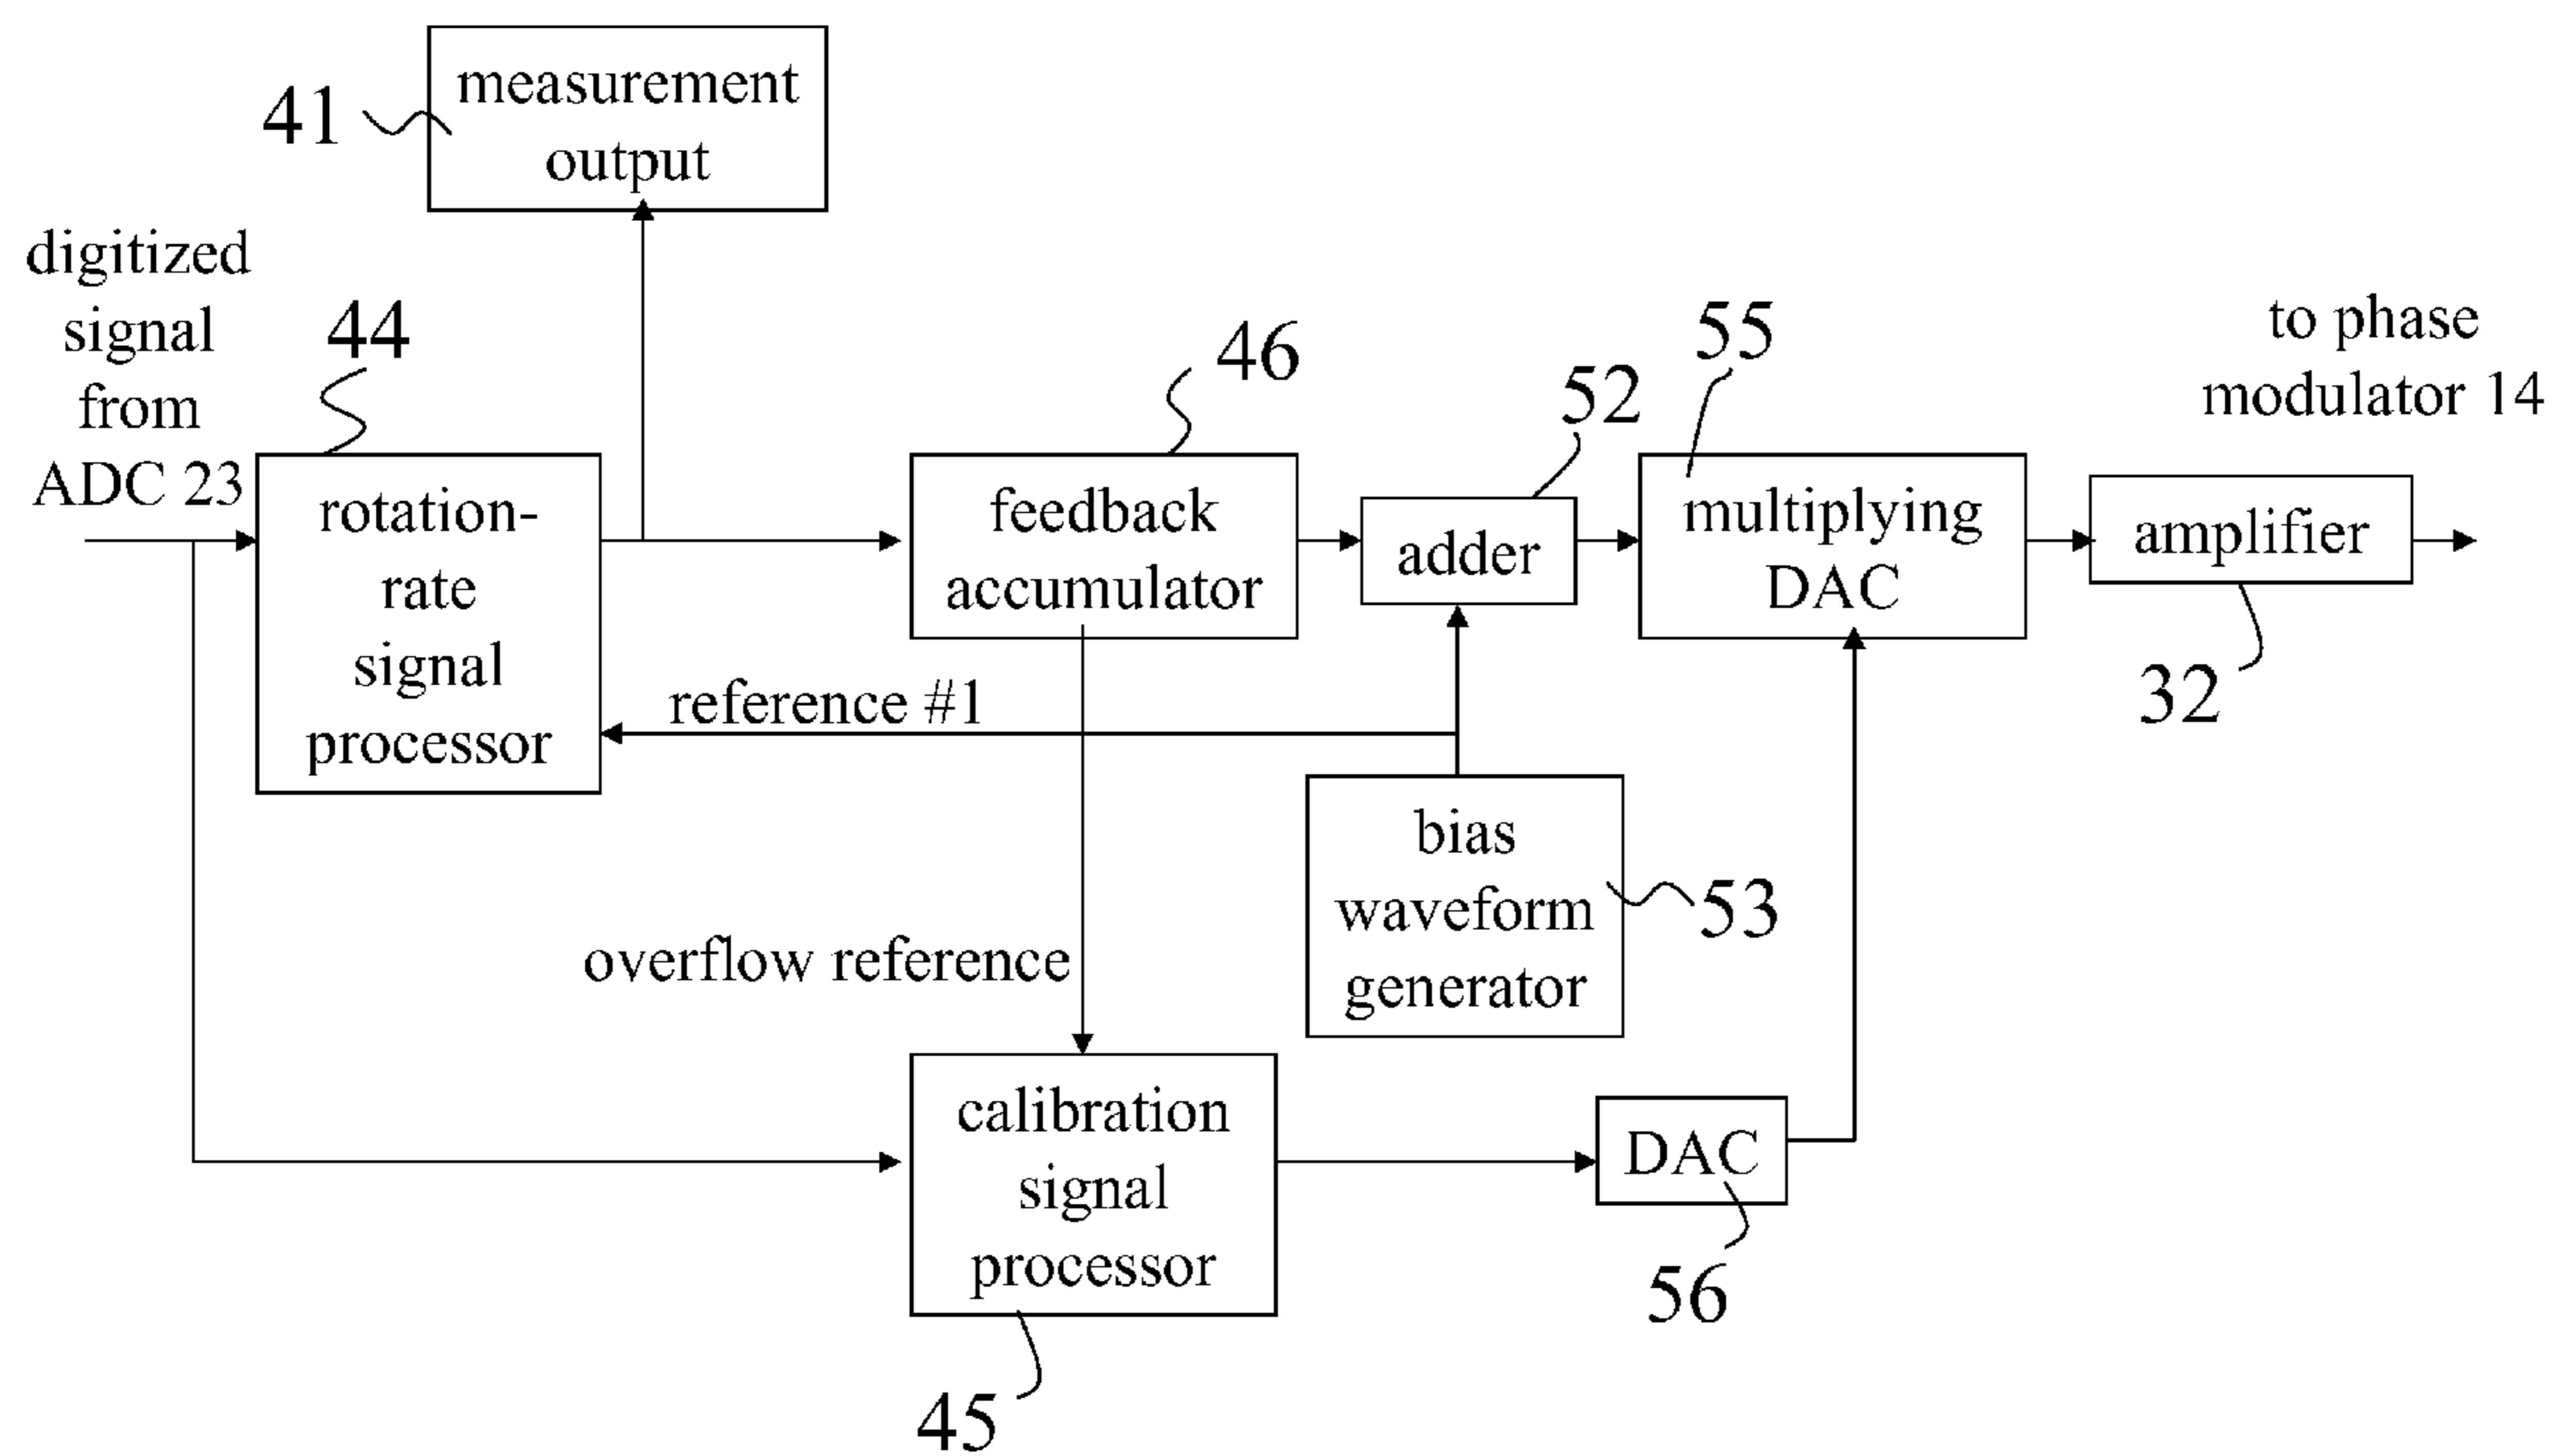 measurement
output
41
digitized
signal
from
ADC 23
44
rotation-
rate
signal
processor
46
feedback
accumulator
52
adder
55
multiplying
DAC
to phase
modulator 14
amplifier
32
reference #1
bias
waveform
generator
53
overflow reference
calibration
signal
processor
45
DAC
56